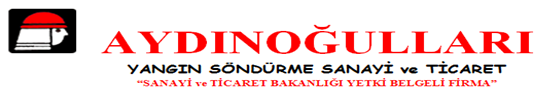 AYDINOĞULLARI
YANGIN SÖNDÜRME SANAYİ ve TİCARET
“SANAYİ ve TİCARET BAKANLIĞI YETKİ BELGELİ FİRMA”